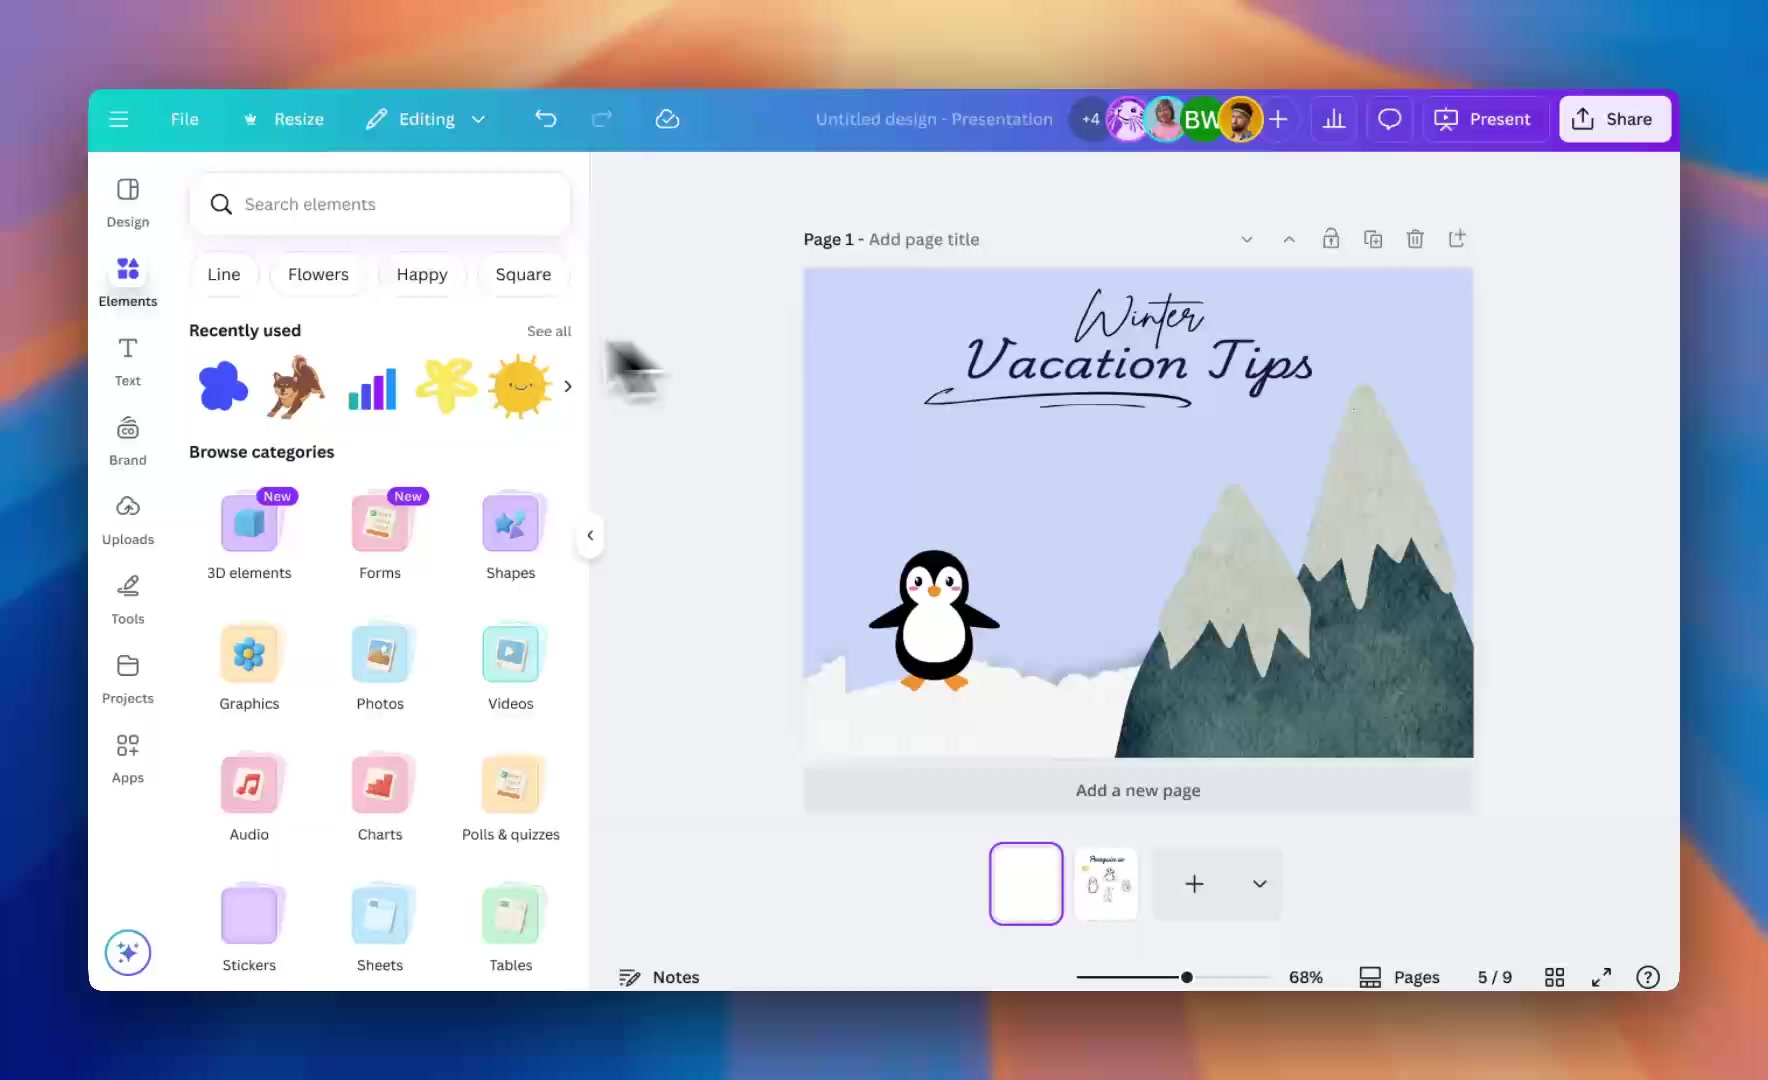 File
Resize
Editing
Untitled design - Presentation
+4
BW
Present
Share
Design
Elements
Text
Brand
Uploads
Tools
Projects
Apps
Search elements
Line
Flowers
Happy
Square
Recently used
See all
Browse categories
New
New
3D elements
Forms
Shapes
Graphics
Photos
Videos
Audio
Charts
Polls & quizzes
Stickers
Sheets
Tables
Page 1 - Add page title
Winter
Vacation Tips
Add a new page
Notes
68%
Pages
5 / 9